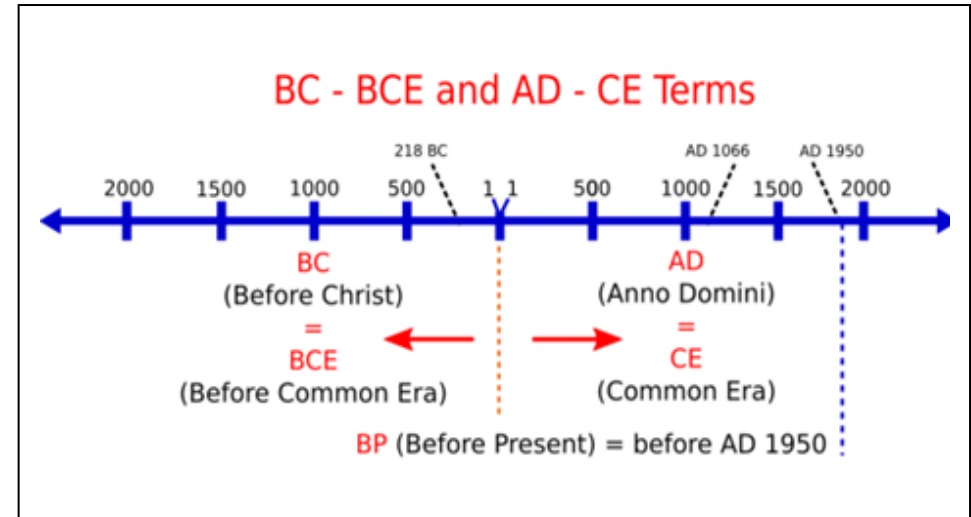 BC - BCE and AD - CE Terms
218 BC AD 1066 AD 1950
2000 1500 1000 500 1 1 500 1000 1500 2000
BC AD
(Before Christ) (Anno Domini)
= =
BCE CE
(Before Common Era) (Common Era)
BP (Before Present) = before AD 1950